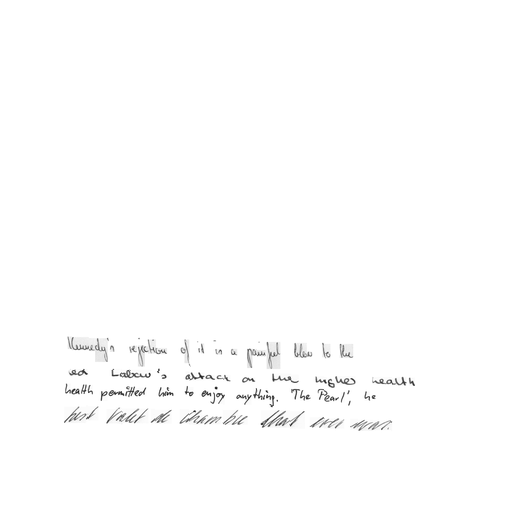 Kennedy's rejection of it is a painful blow to the
led Labour's attack on the higher health
health permitted him to enjoy anything. 'The Pearl', he
best valet de chambre that ever was.